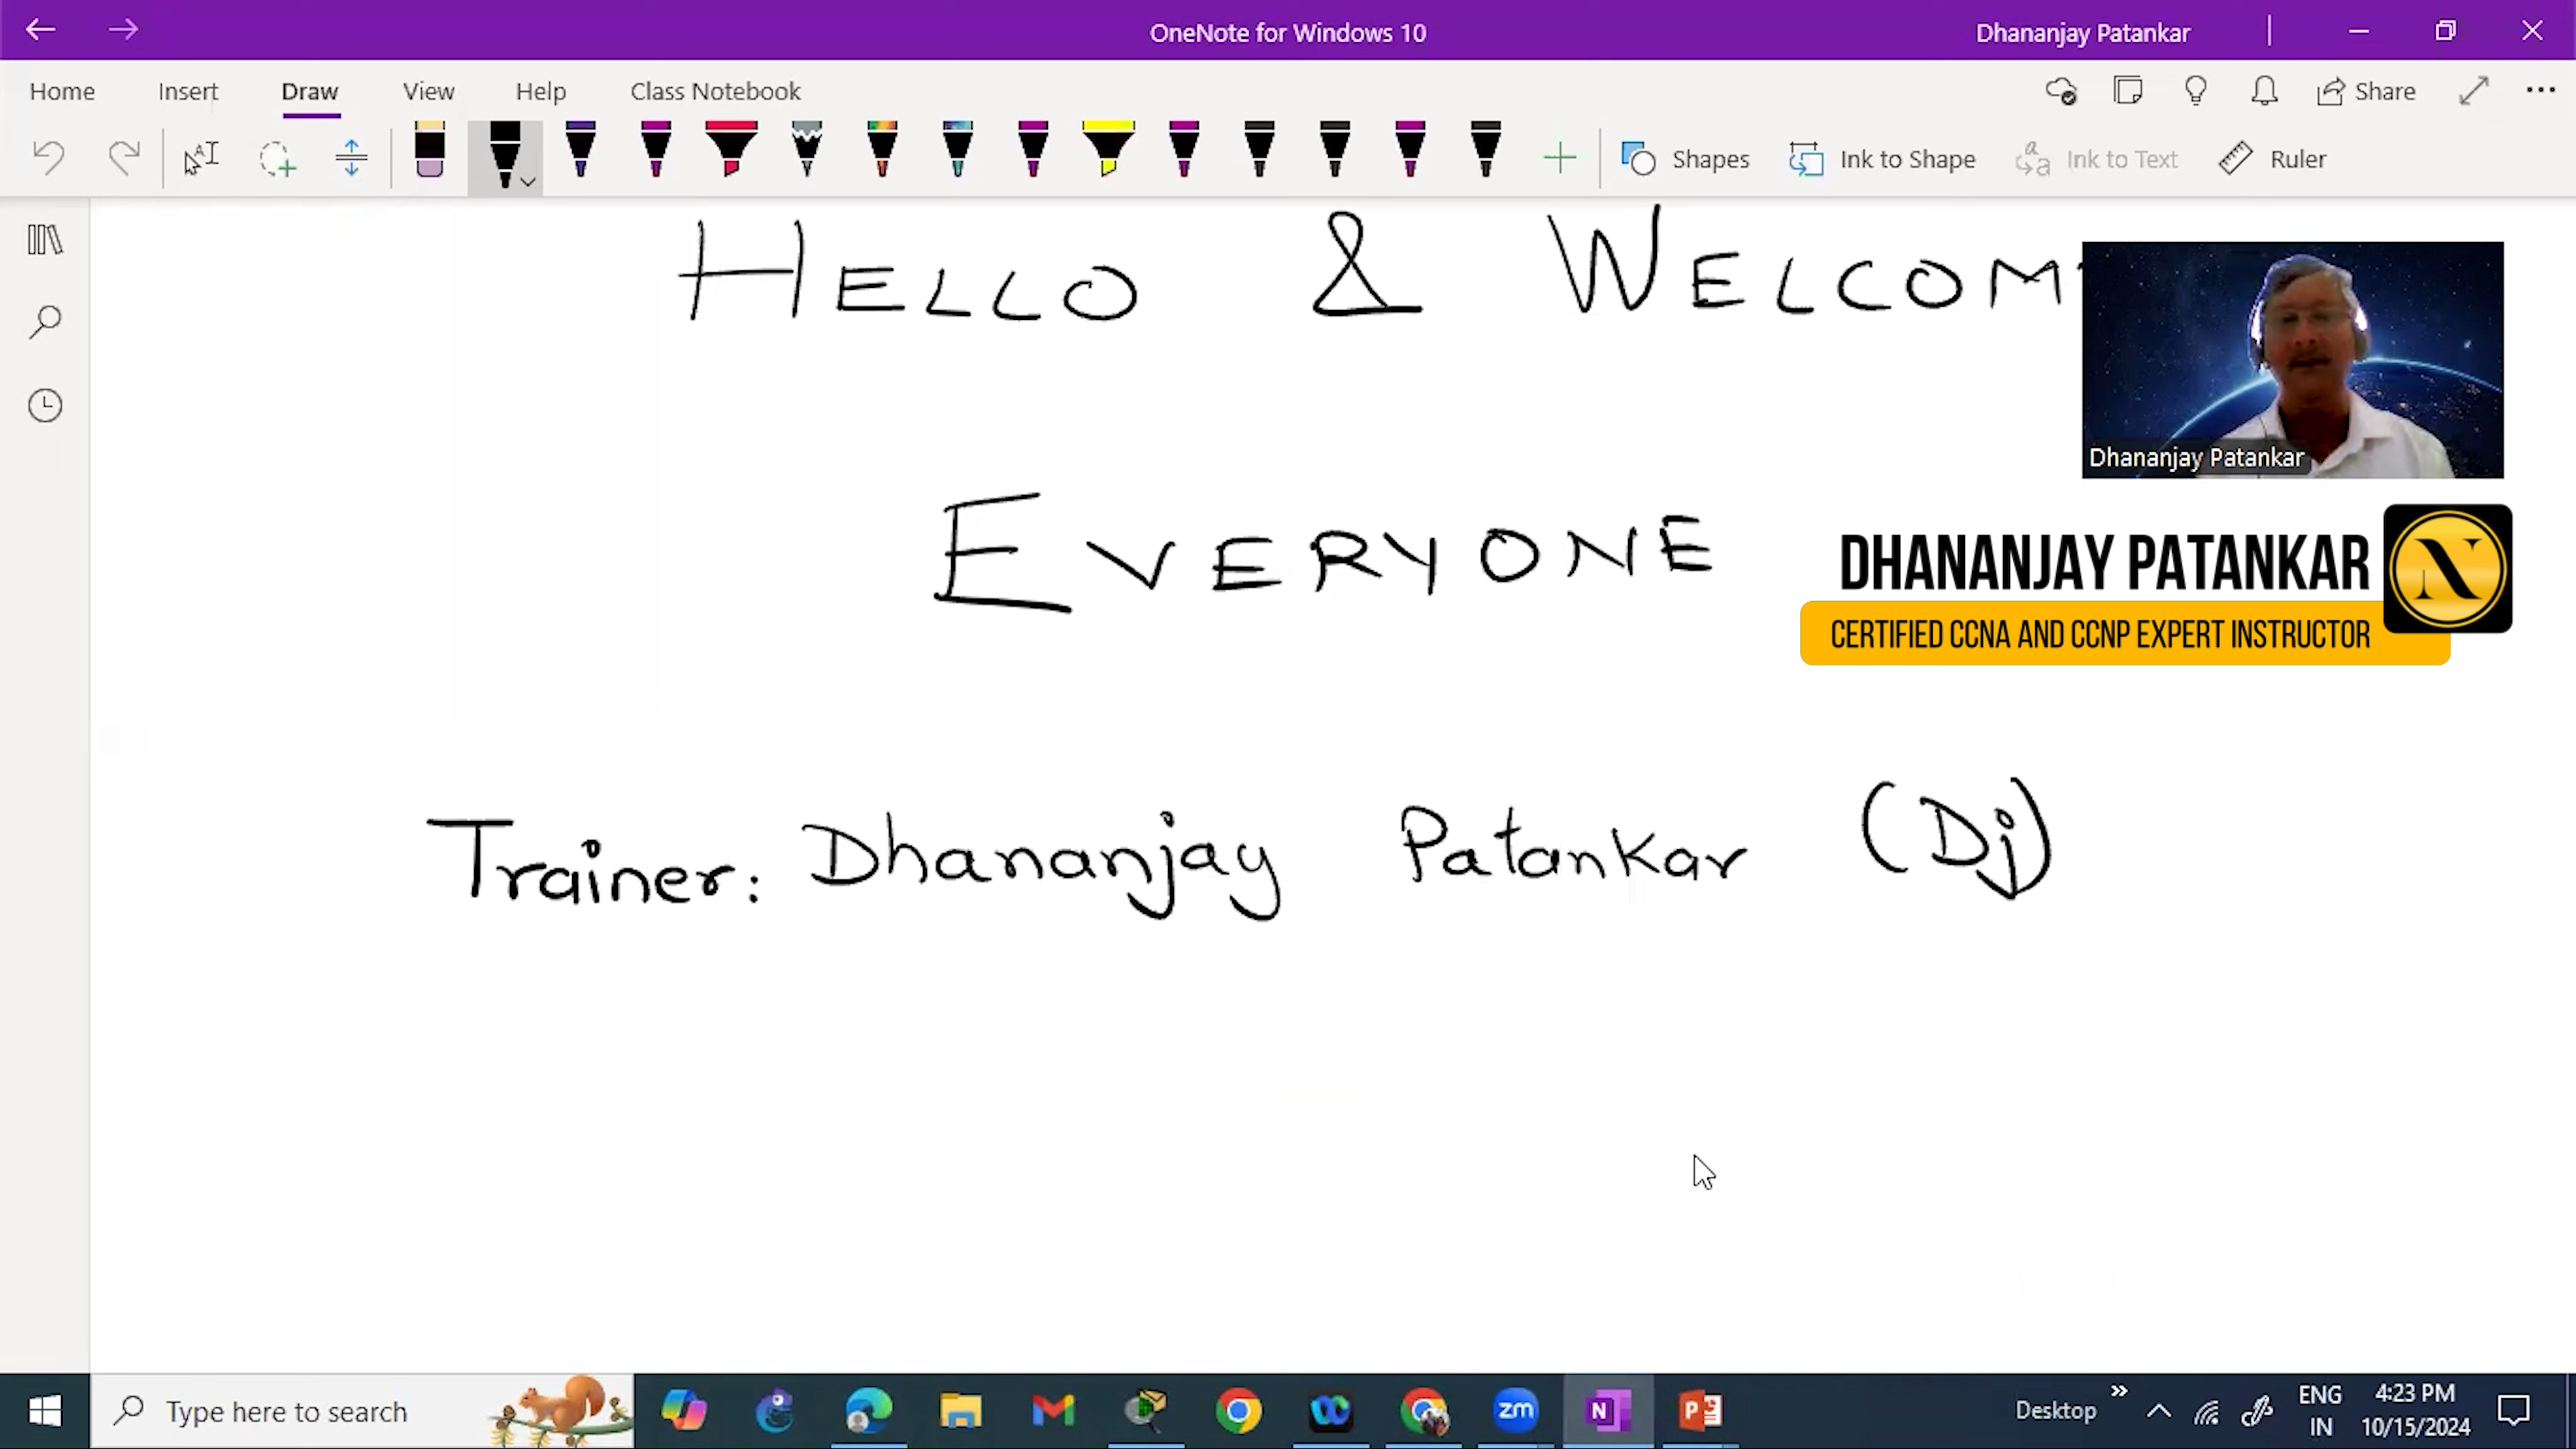 OneNote for Windows 10
Dhananjay Patankar
Home Insert Draw View Help Class Notebook Share
Shapes Ink to Shape Ink to Text Ruler
HELLO & WELCOM
Dhananjay Patankar
EVERYONE
DHANANJAY PATANKAR
N
CERTIFIED CCNA AND CCNP EXPERT INSTRUCTOR
Trainer: Dhananjay Patankar (Dj)
Type here to search
zm
N
P
Desktop
ENG
IN
4:23 PM
10/15/2024